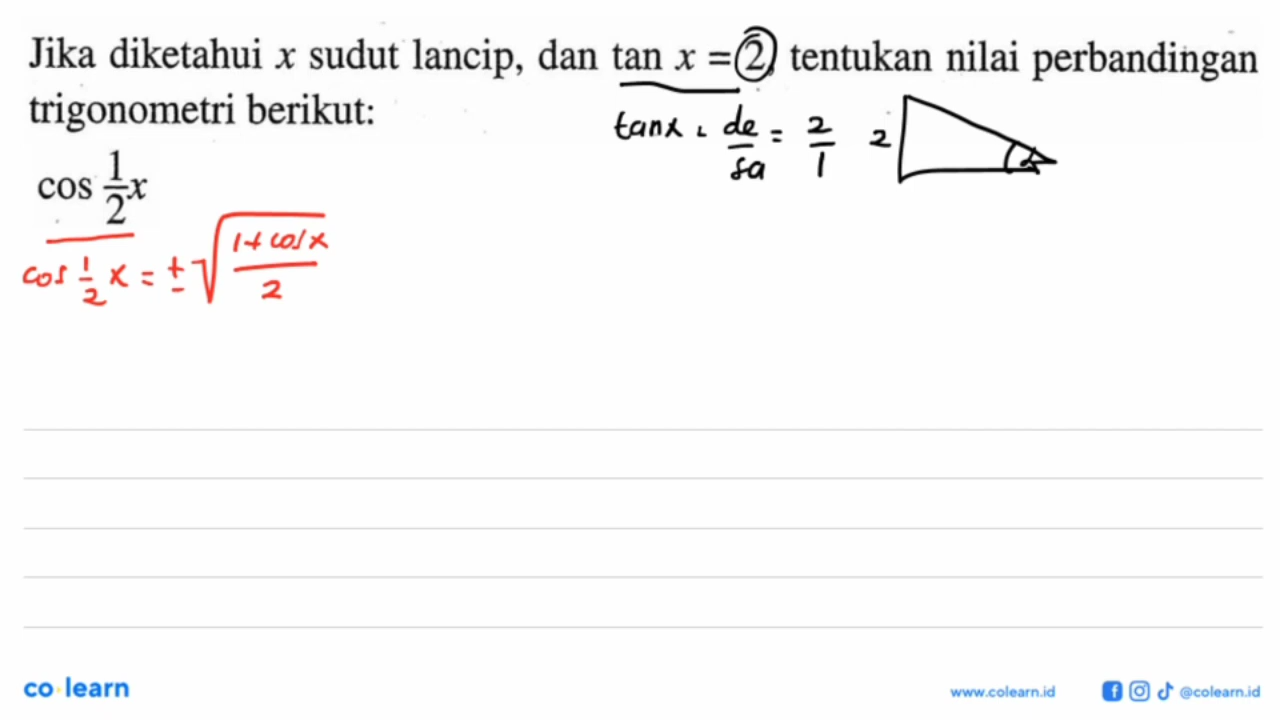 Jika diketahui x sudut lancip, dan tan x = 2, tentukan nilai perbandingan
trigonometri berikut:
tan x = de/sa = 2/1
2
x
cos 1/2 x
cos 1/2 x = ± √((1 + cos x)/2)
co learn
www.colearn.id
@colearn.id